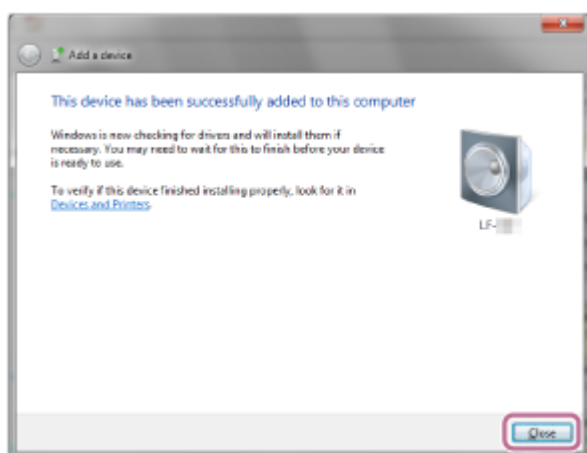 Add a device
This device has been successfully added to this computer
Windows is now checking for drivers and will install them if
necessary. You may need to wait for this to finish before your device
is ready to use.
To verify if this device finished installing properly, look for it in
Devices and Printers.
LF-
Close